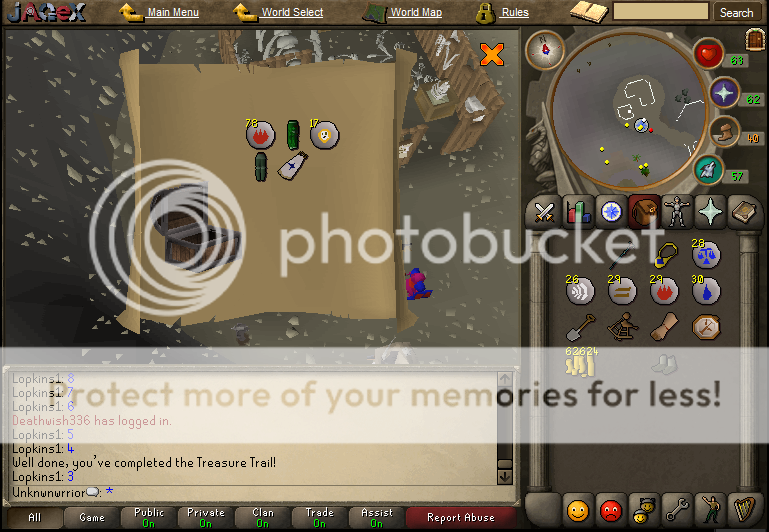 JAGEX Main Menu World Select World Map Rules Search
63
62
40
57
78 17
28
26 29 29 30
62624
photobucket
Protect more of your memories for less!
Lopkins1: 8
Lopkins1: 7
Lopkins1: 6
Deathwish336 has logged in.
Lopkins1: 5
Lopkins1: 4
Well done, you've completed the Treasure Trail!
Lopkins1: 3
Unknwnwrrior: *
All Game Public On Private On Clan On Trade On Assist On Report Abuse